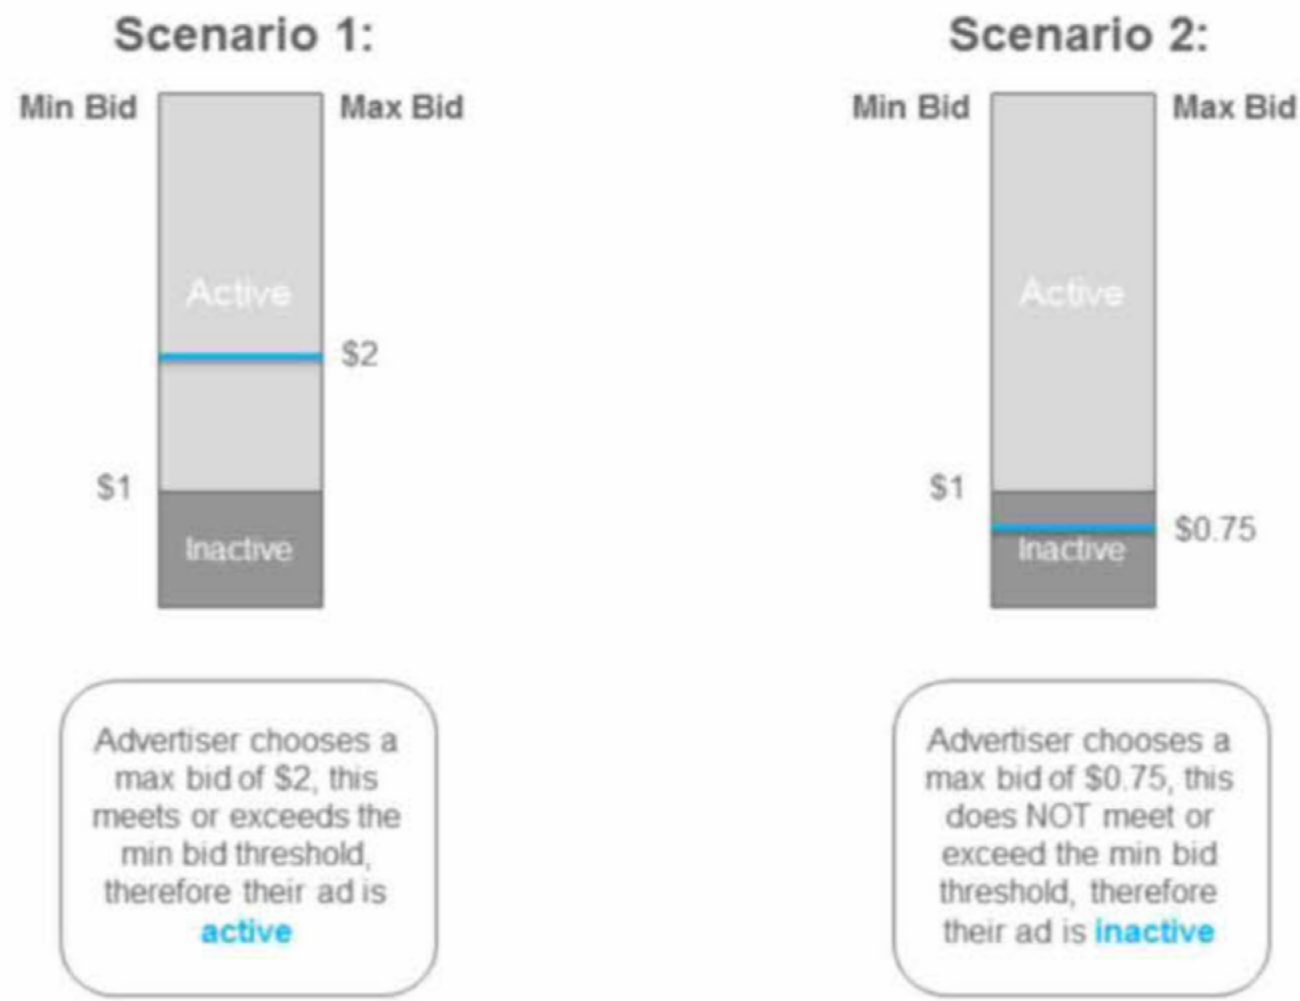 Scenario 1:
Min Bid
Max Bid
Active
$2
$1
Inactive
Advertiser chooses a
max bid of $2, this
meets or exceeds the
min bid threshold,
therefore their ad is
active
Scenario 2:
Min Bid
Max Bid
Active
$1
$0.75
Inactive
Advertiser chooses a
max bid of $0.75, this
does NOT meet or
exceed the min bid
threshold, therefore
their ad is inactive